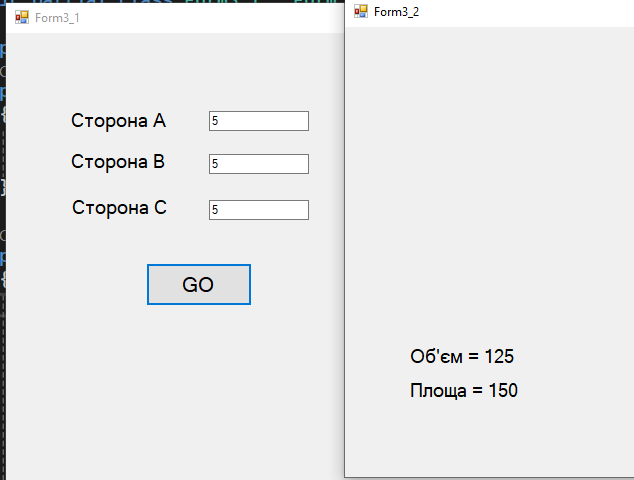 Form3_1
Сторона A
5
Сторона B
5
Сторона C
5
GO
Form3_2
Об'єм = 125
Площа = 150